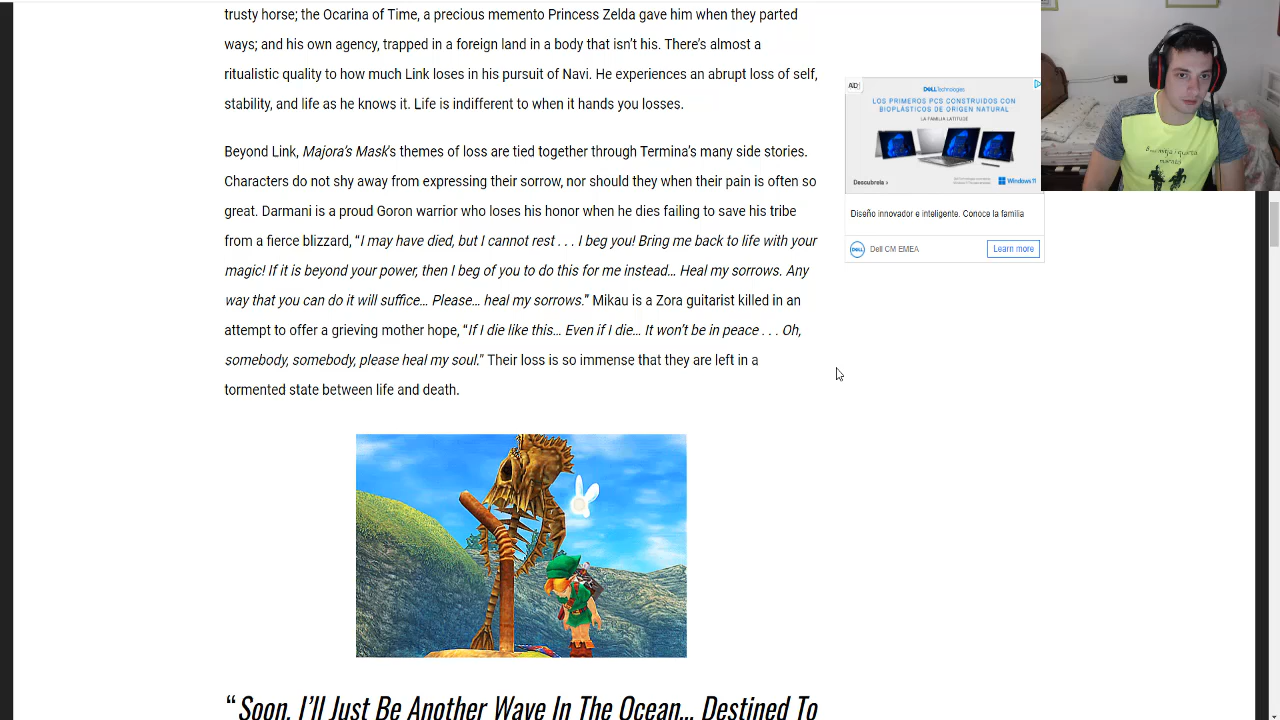 trusty horse; the Ocarina of Time, a precious memento Princess Zelda gave him when they parted
ways; and his own agency, trapped in a foreign land in a body that isn't his. There's almost a
ritualistic quality to how much Link loses in his pursuit of Navi. He experiences an abrupt loss of self,
stability, and life as he knows it. Life is indifferent to when it hands you losses.
Beyond Link, Majora's Mask's themes of loss are tied together through Termina's many side stories.
Characters do not shy away from expressing their sorrow, nor should they when their pain is often so
great. Darmani is a proud Goron warrior who loses his honor when he dies failing to save his tribe
from a fierce blizzard, “I may have died, but I cannot rest . . . I beg you! Bring me back to life with your
magic! If it is beyond your power, then I beg of you to do this for me instead… Heal my sorrows. Any
way that you can do it will suffice… Please… heal my sorrows.” Mikau is a Zora guitarist killed in an
attempt to offer a grieving mother hope, “If I die like this… Even if I die… It won't be in peace . . . Oh,
somebody, somebody, please heal my soul.” Their loss is so immense that they are left in a
tormented state between life and death.
“Soon, I'll Just Be Another Wave In The Ocean… Destined To
AD
DELL Technologies
LOS PRIMEROS PCS CONSTRUIDOS CON
BIOPLÁSTICOS DE ORIGEN NATURAL
LA FAMILIA LATITUDE
Descubrela >
Windows 11
Diseño innovador e inteligente. Conoce la familia
DELL
Dell CM EMEA
Learn more